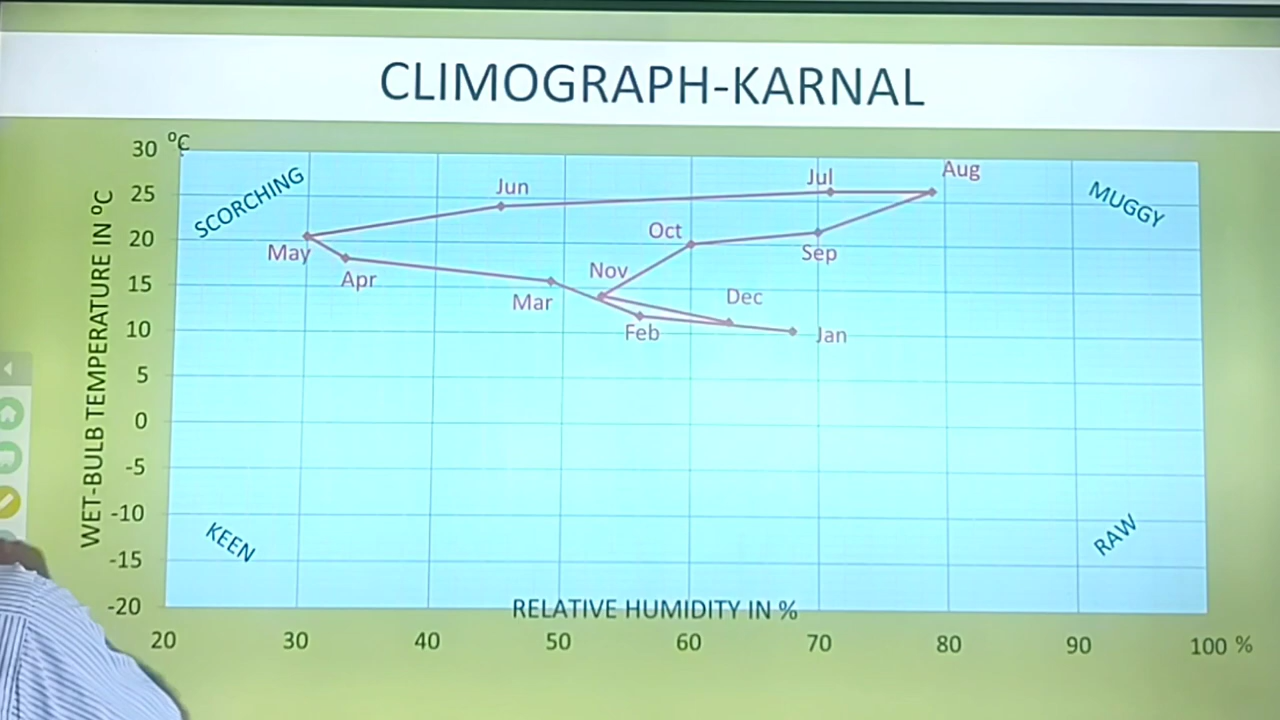 CLIMOGRAPH-KARNAL
30 ºC
25
20
15
10
5
0
-5
-10
-15
-20
WET-BULB TEMPERATURE IN ºC
SCORCHING
MUGGY
Jun
Jul
Aug
May
Apr
Oct
Sep
Nov
Mar
Dec
Feb
Jan
KEEN
RAW
RELATIVE HUMIDITY IN %
20 30 40 50 60 70 80 90 100 %